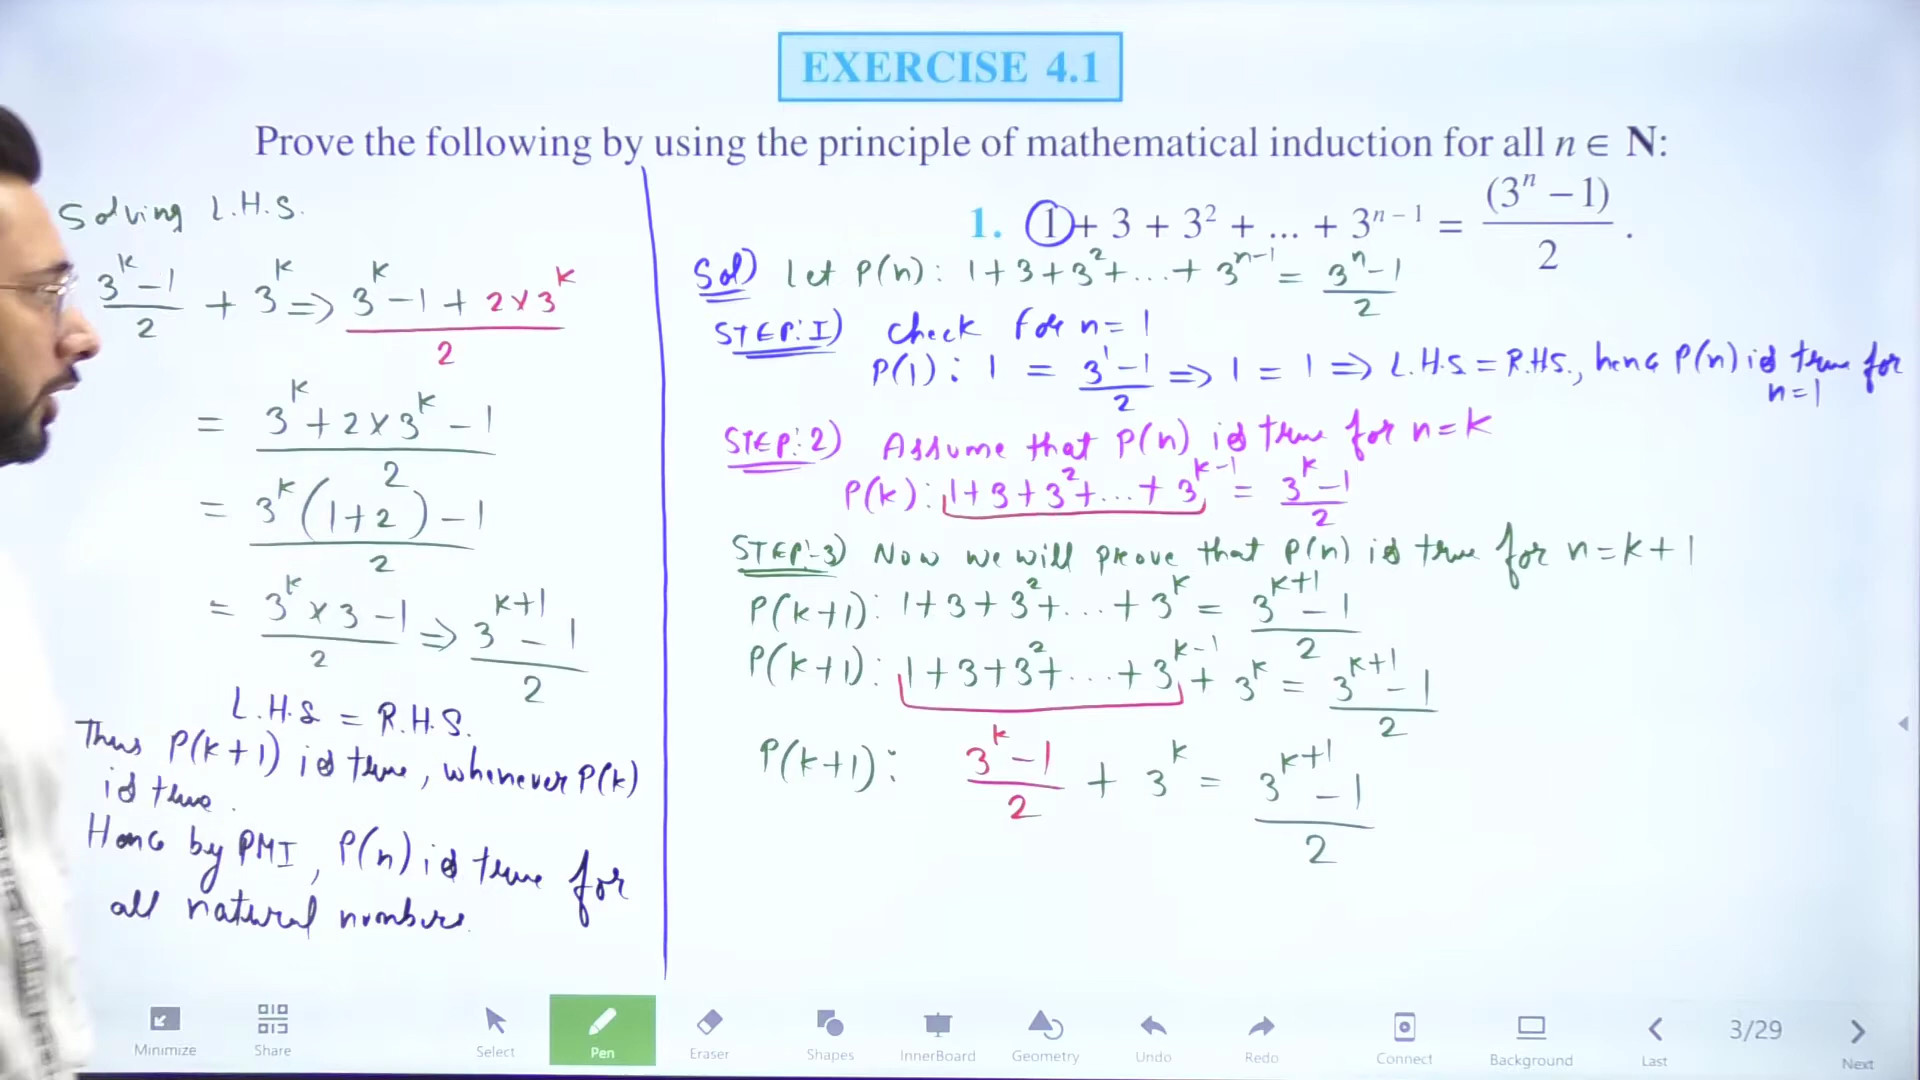 EXERCISE 4.1
Prove the following by using the principle of mathematical induction for all n ∈ N:
1. 1 + 3 + 3² + ... + 3ⁿ⁻¹ = (3ⁿ − 1)/2 .
Sol) Let P(n): 1+3+3²+...+3ⁿ⁻¹ = (3ⁿ-1)/2
STEP:I) Check for n=1
P(1): 1 = (3¹-1)/2 => 1 = 1 => L.H.S = R.H.S., henc P(n) is true for
n=1
STEP:2) Assume that P(n) is true for n=k
P(k): 1+3+3²+...+3ᵏ⁻¹ = (3ᵏ-1)/2
STEP:-3) Now we will prove that P(n) is true for n=k+1
P(k+1): 1+3+3²+...+3ᵏ = (3ᵏ⁺¹-1)/2
P(k+1): 1+3+3²+...+3ᵏ⁻¹ + 3ᵏ = (3ᵏ⁺¹-1)/2
P(k+1): (3ᵏ-1)/2 + 3ᵏ = (3ᵏ⁺¹-1)/2
Solving L.H.S.
(3ᵏ-1)/2 + 3ᵏ => (3ᵏ-1+2×3ᵏ)/2
= (3ᵏ+2×3ᵏ-1)/2
= (3ᵏ(1+2)-1)/2
= (3ᵏ×3-1)/2 => (3ᵏ⁺¹-1)/2
L.H.S = R.H.S.
Thus P(k+1) is true, whenever P(k)
is true.
Henc by PMI, P(n) is true for
all natural numbers.
Minimize Share Select Pen Eraser Shapes InnerBoard Geometry Undo Redo Connect Background Last 3/29 Next